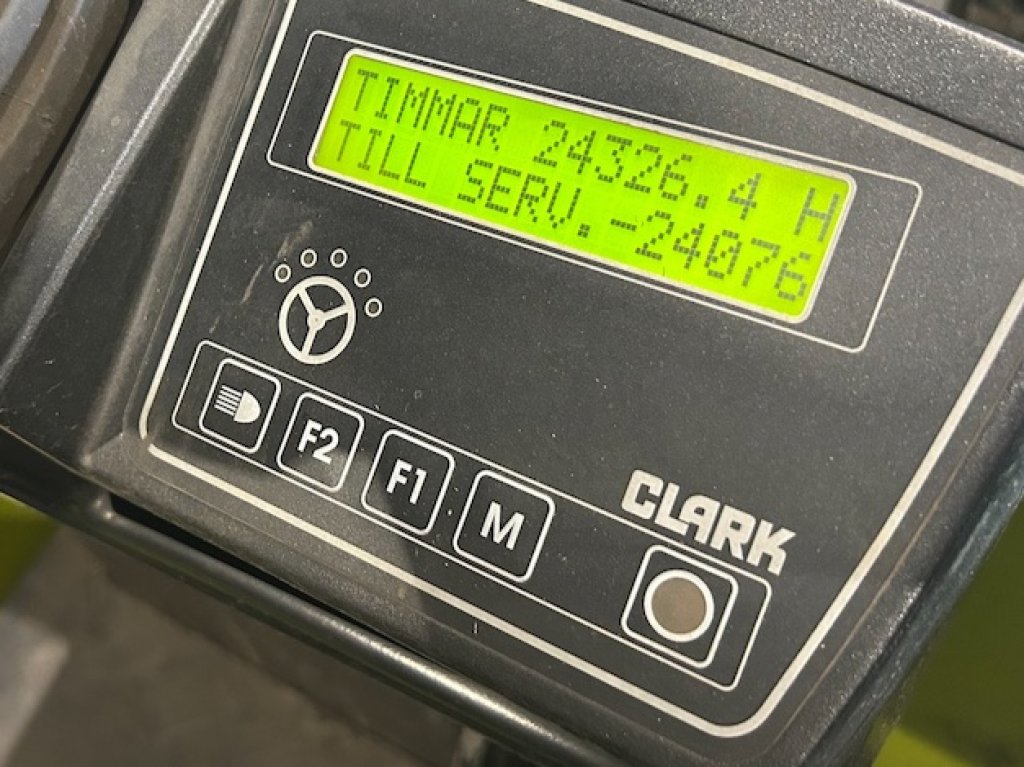 TIMMAR 24326.4 H
TILL SERV.-24076
F2
F1
M
CLARK